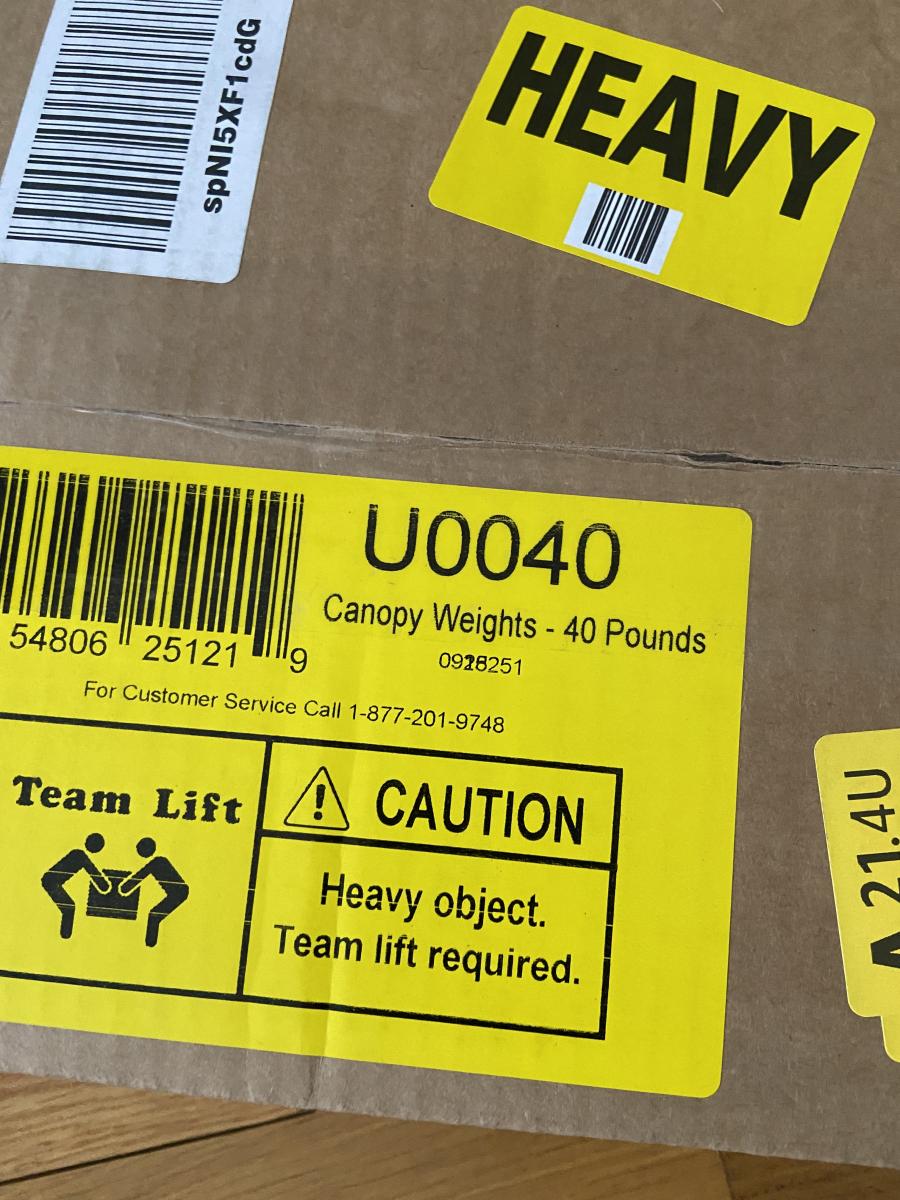 spNI5XF1cdG
HEAVY
U0040
Canopy Weights - 40 Pounds
54806 25121 9
For Customer Service Call 1-877-201-9748
Team Lift
CAUTION
Heavy object.
Team lift required.
21.4U